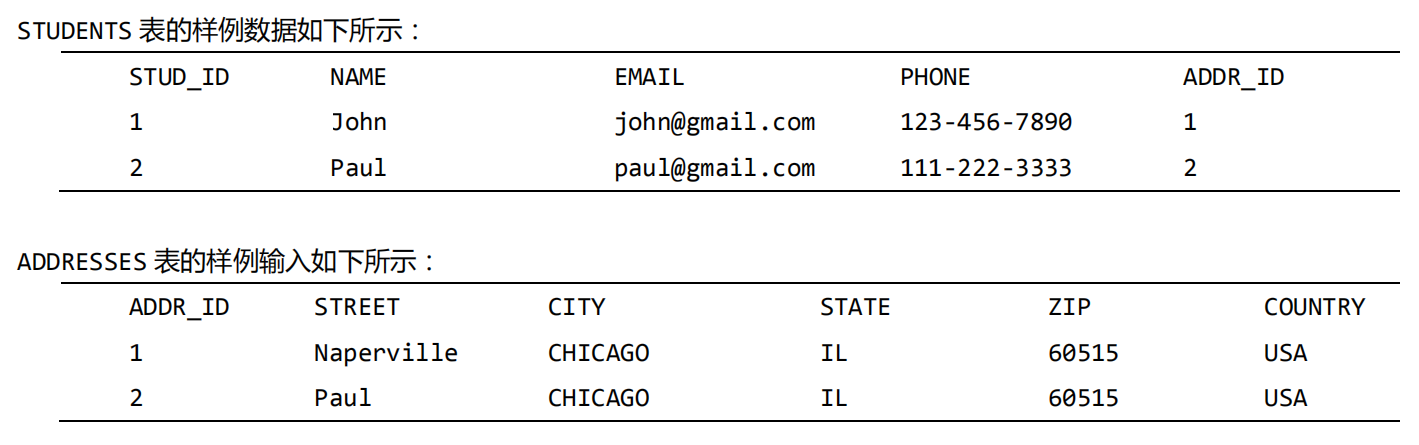 STUDENTS 表的样例数据如下所示：
STUD_ID NAME EMAIL PHONE ADDR_ID
1 John john@gmail.com 123-456-7890 1
2 Paul paul@gmail.com 111-222-3333 2
ADDRESSES 表的样例输入如下所示：
ADDR_ID STREET CITY STATE ZIP COUNTRY
1 Naperville CHICAGO IL 60515 USA
2 Paul CHICAGO IL 60515 USA